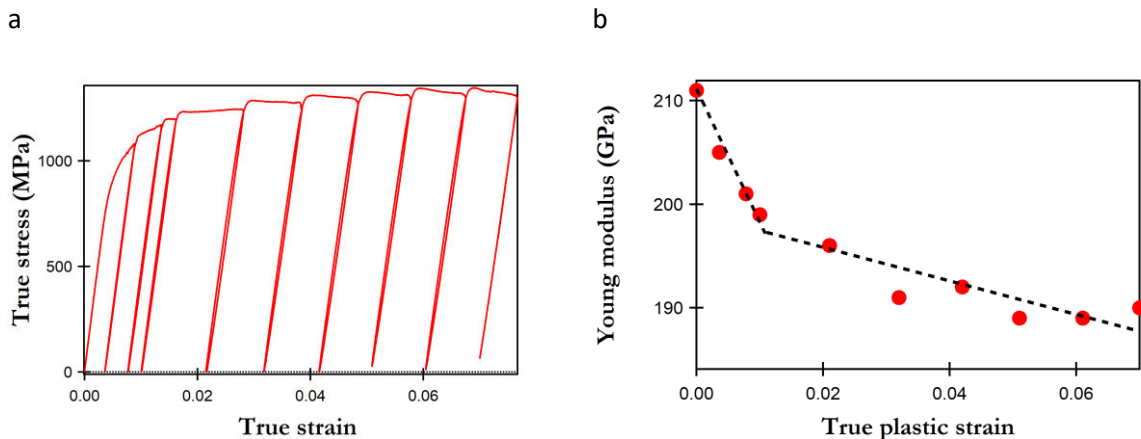 a
b
True stress (MPa)
1000
500
0
0.00
0.02
0.04
0.06
True strain
Young modulus (GPa)
210
200
190
0.00
0.02
0.04
0.06
True plastic strain